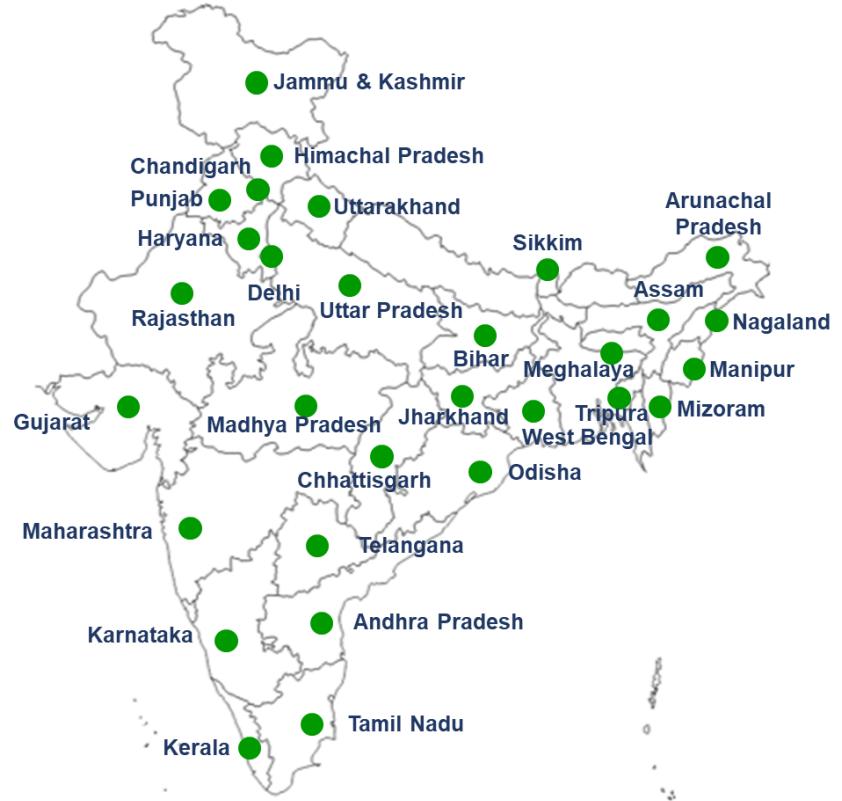 Jammu & Kashmir
Himachal Pradesh
Chandigarh
Punjab
Uttarakhand
Arunachal
Pradesh
Haryana
Sikkim
Delhi
Assam
Uttar Pradesh
Rajasthan
Nagaland
Bihar
Meghalaya
Manipur
Gujarat
Madhya Pradesh
Jharkhand
Tripura
Mizoram
West Bengal
Chhattisgarh
Odisha
Maharashtra
Telangana
Andhra Pradesh
Karnataka
Tamil Nadu
Kerala